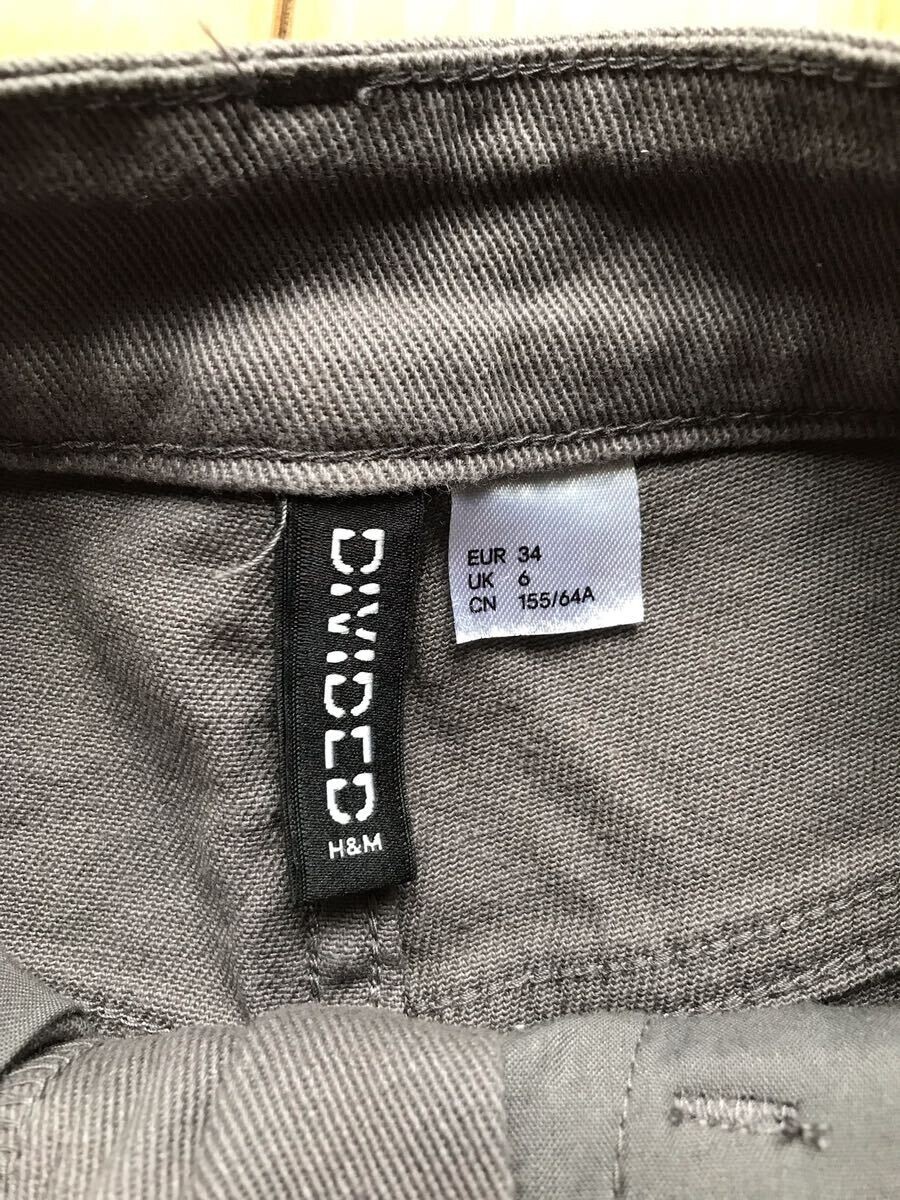 DIVIDED
H&M
EUR 34
UK 6
CN 155/64A